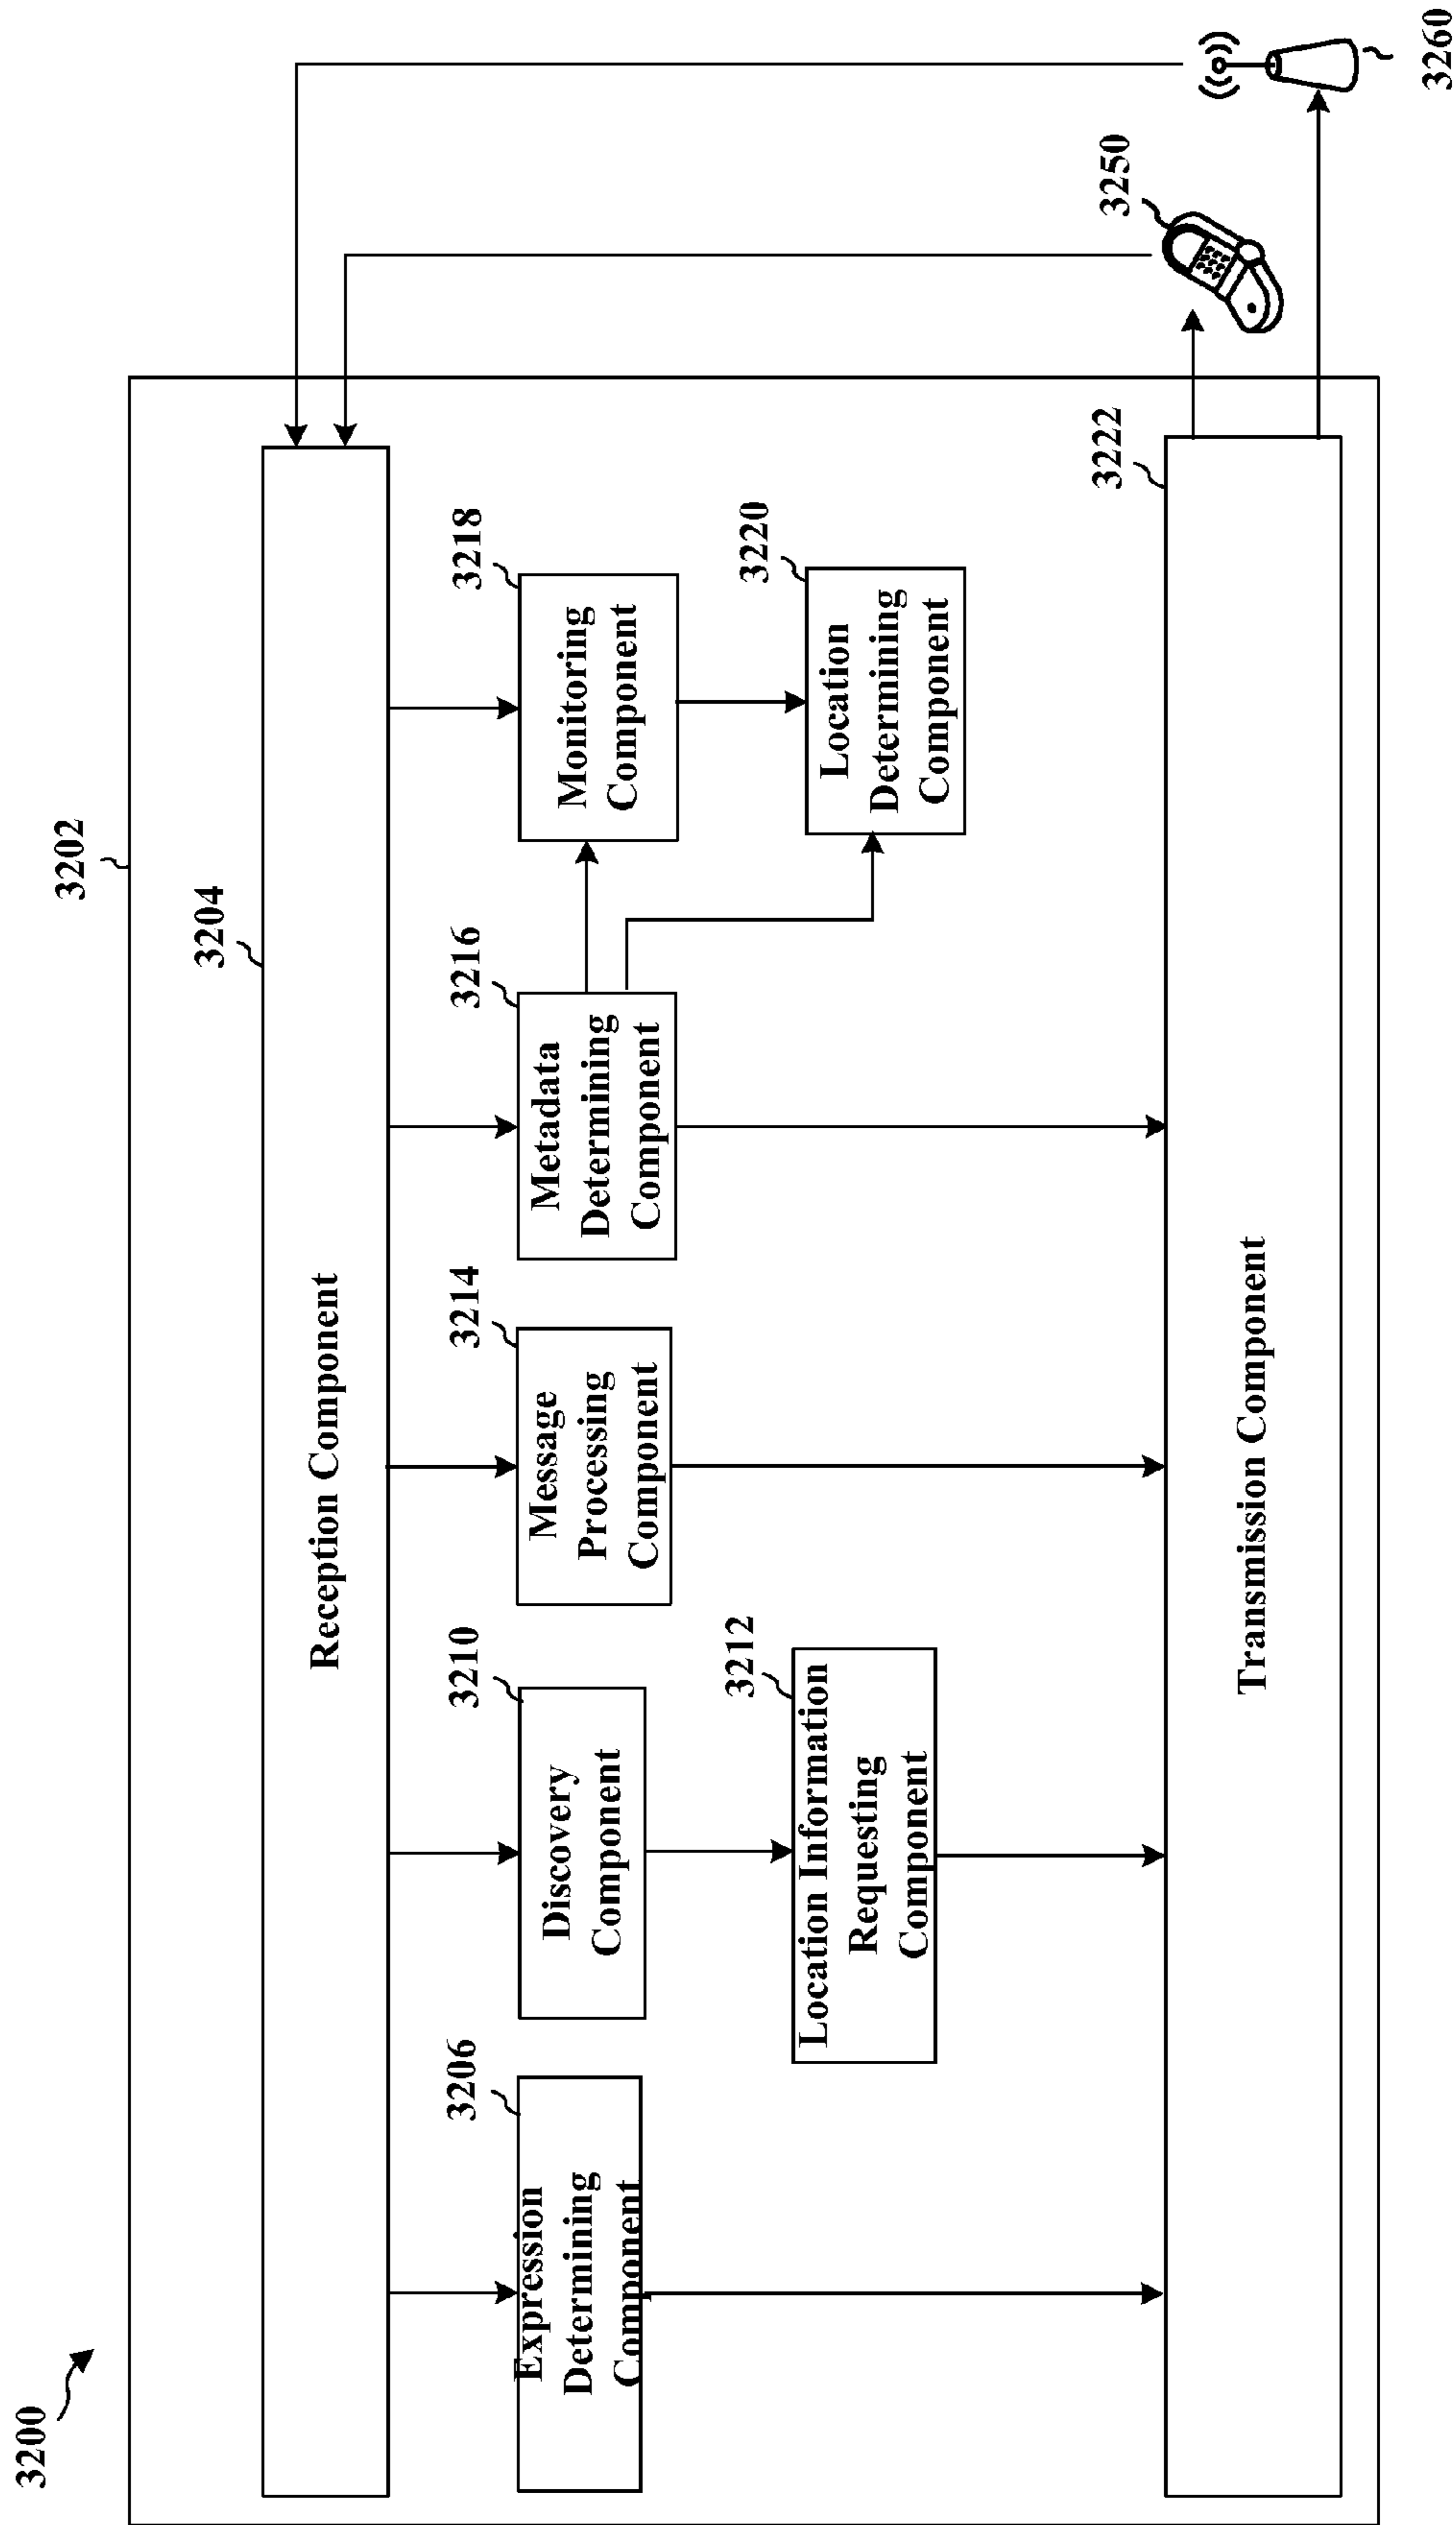 3200
3202
3204
Reception Component
3206
Expression
Determining
Component
3210
Discovery
Component
3212
Location Information
Requesting
Component
3214
Message
Processing
Component
3216
Metadata
Determining
Component
3218
Monitoring
Component
3220
Location
Determining
Component
3222
Transmission Component
3250
3260